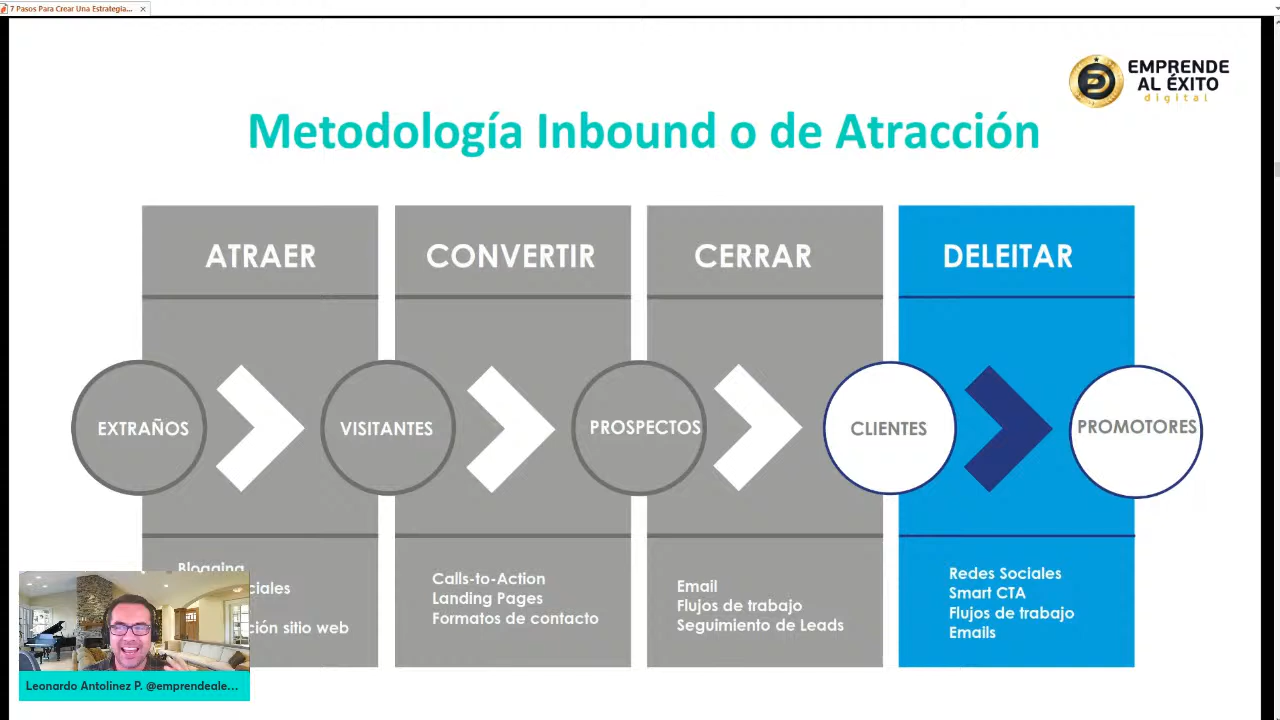 7 Pasos Para Crear Una Estrategia...
EMPRENDE
AL ÉXITO
digital
Metodología Inbound o de Atracción
ATRAER
CONVERTIR
CERRAR
DELEITAR
EXTRAÑOS
VISITANTES
PROSPECTOS
CLIENTES
PROMOTORES
Blogging
ciales
ción sitio web
Calls-to-Action
Landing Pages
Formatos de contacto
Email
Flujos de trabajo
Seguimiento de Leads
Redes Sociales
Smart CTA
Flujos de trabajo
Emails
Leonardo Antolinez P. @emprendeale...